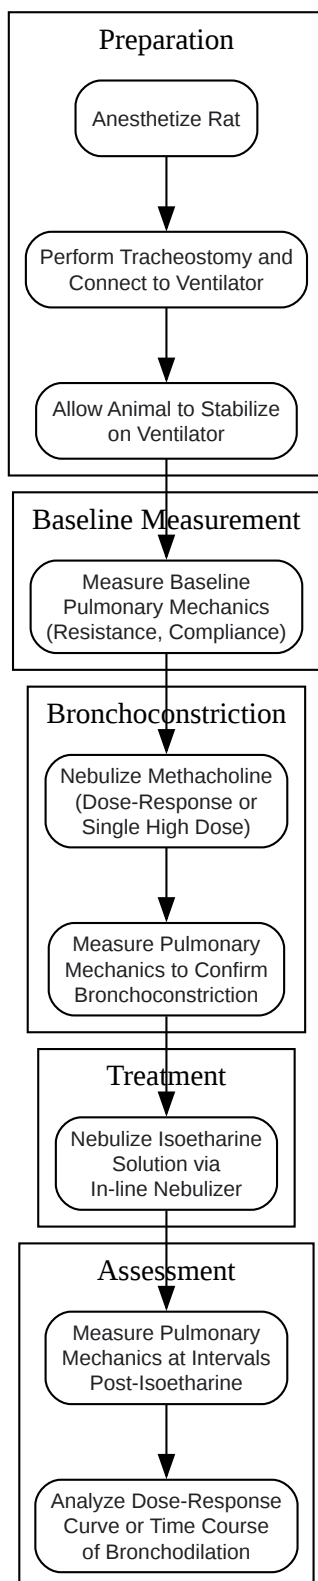 Preparation
Anesthetize Rat
Perform Tracheostomy and
Connect to Ventilator
Allow Animal to Stabilize
on Ventilator
Baseline Measurement
Measure Baseline
Pulmonary Mechanics
(Resistance, Compliance)
Bronchoconstriction
Nebulize Methacholine
(Dose-Response or
Single High Dose)
Measure Pulmonary
Mechanics to Confirm
Bronchoconstriction
Treatment
Nebulize Isoetharine
Solution via
In-line Nebulizer
Assessment
Measure Pulmonary
Mechanics at Intervals
Post-Isoetharine
Analyze Dose-Response
Curve or Time Course
of Bronchodilation